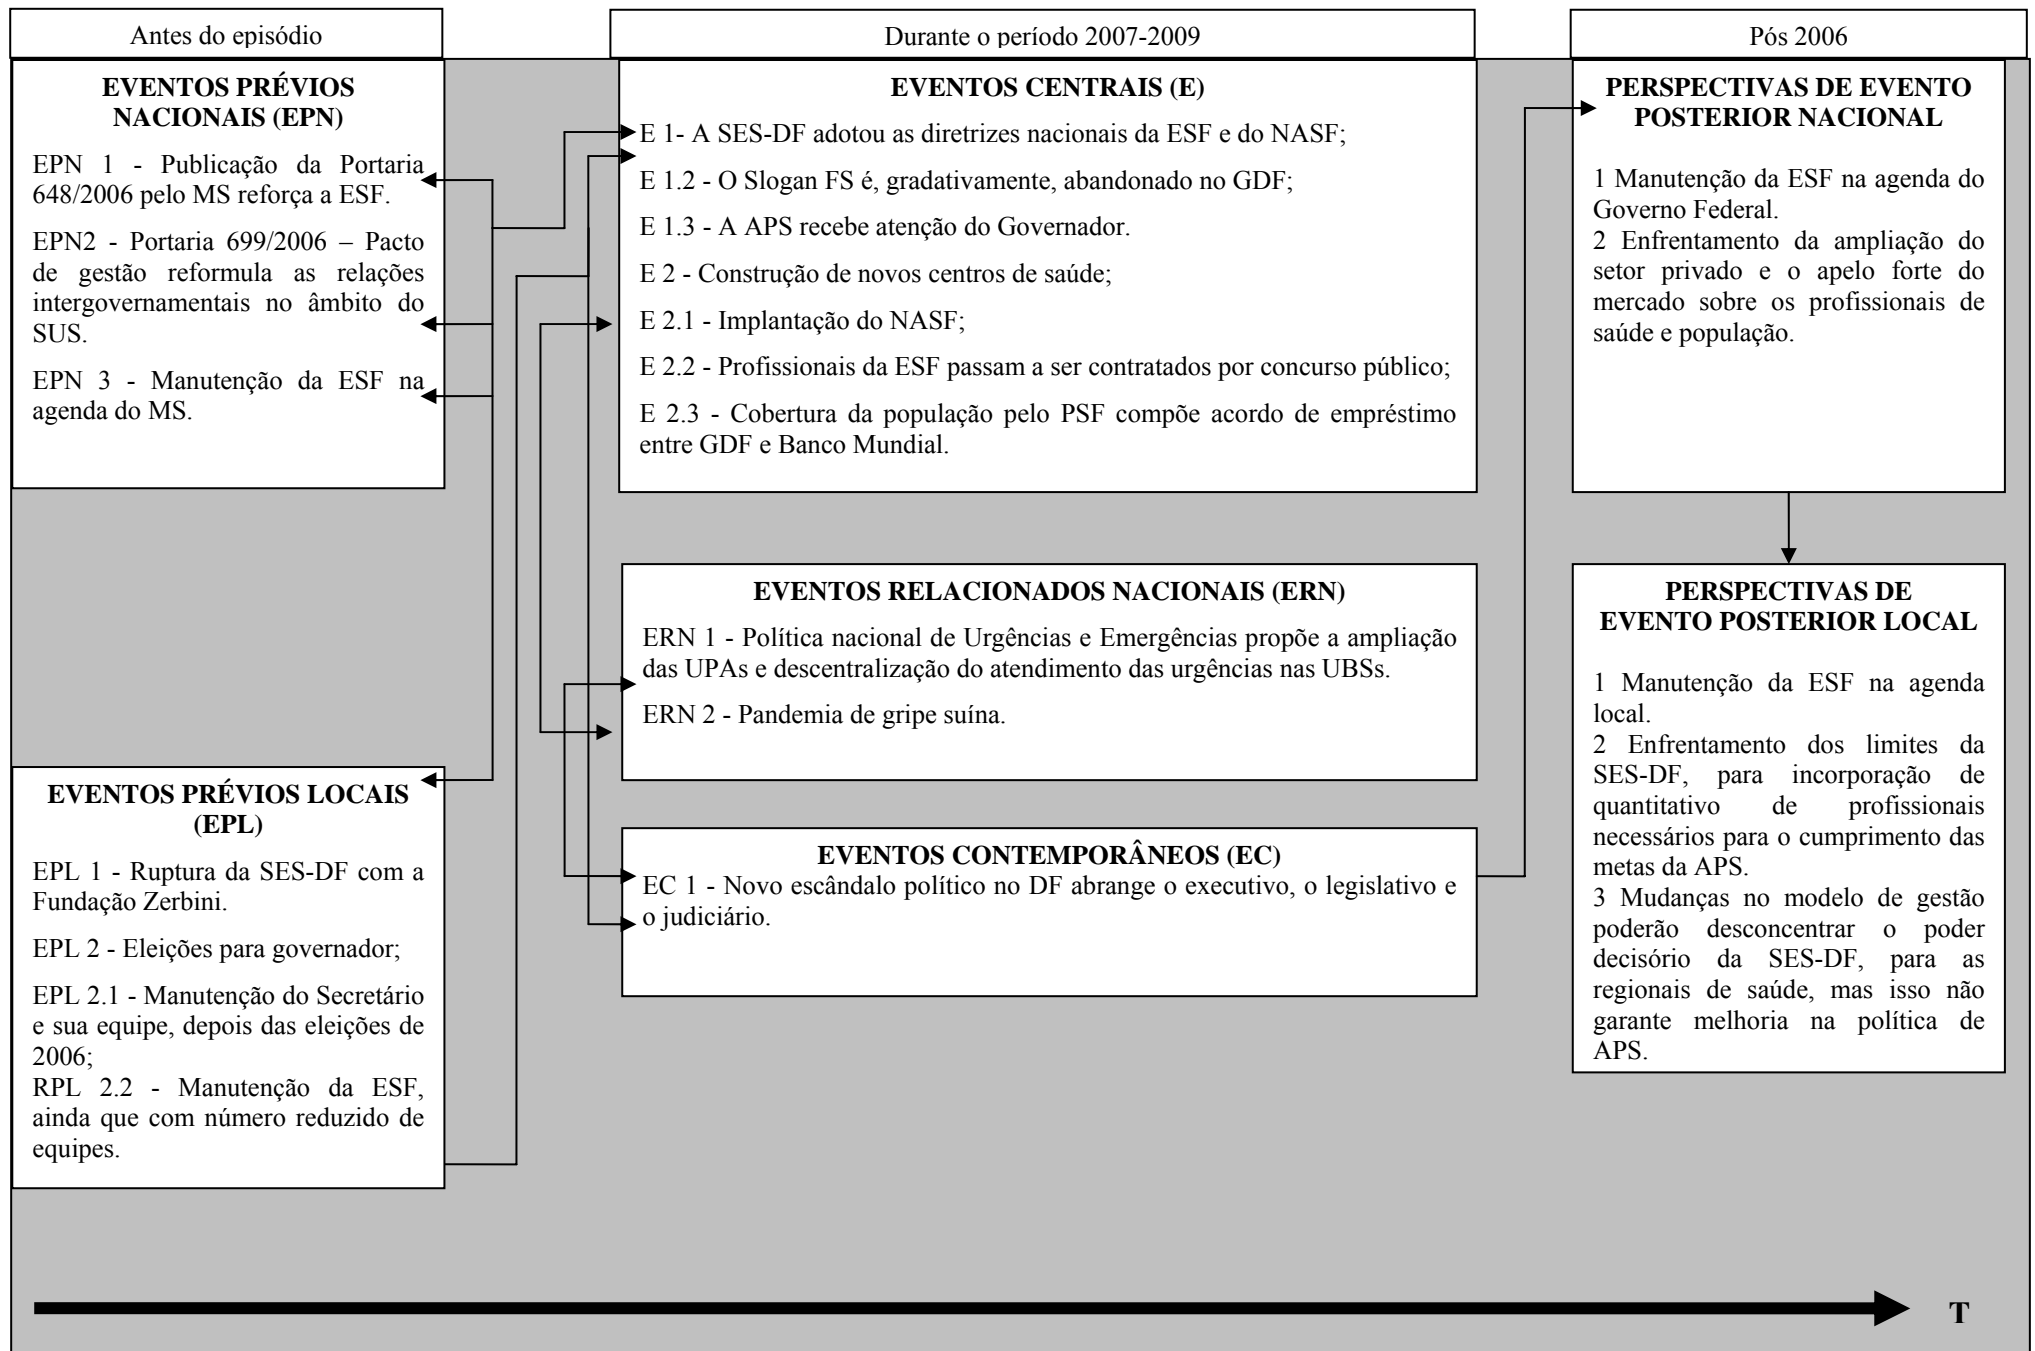 Antes do episódio
Durante o período 2007-2009
Pós 2006
EVENTOS PRÉVIOS
NACIONAIS (EPN)
EPN 1 - Publicação da Portaria
648/2006 pelo MS reforça a ESF.
EPN2 - Portaria 699/2006 – Pacto
de gestão reformula as relações
intergovernamentais no âmbito do
SUS.
EPN 3 - Manutenção da ESF na
agenda do MS.
EVENTOS PRÉVIOS LOCAIS
(EPL)
EPL 1 - Ruptura da SES-DF com a
Fundação Zerbini.
EPL 2 - Eleições para governador;
EPL 2.1 - Manutenção do Secretário
e sua equipe, depois das eleições de
2006;
RPL 2.2 - Manutenção da ESF,
ainda que com número reduzido de
equipes.
EVENTOS CENTRAIS (E)
E 1- A SES-DF adotou as diretrizes nacionais da ESF e do NASF;
E 1.2 - O Slogan FS é, gradativamente, abandonado no GDF;
E 1.3 - A APS recebe atenção do Governador.
E 2 - Construção de novos centros de saúde;
E 2.1 - Implantação do NASF;
E 2.2 - Profissionais da ESF passam a ser contratados por concurso público;
E 2.3 - Cobertura da população pelo PSF compõe acordo de empréstimo
entre GDF e Banco Mundial.
EVENTOS RELACIONADOS NACIONAIS (ERN)
ERN 1 - Política nacional de Urgências e Emergências propõe a ampliação
das UPAs e descentralização do atendimento das urgências nas UBSs.
ERN 2 - Pandemia de gripe suína.
EVENTOS CONTEMPORÂNEOS (EC)
EC 1 - Novo escândalo político no DF abrange o executivo, o legislativo e
o judiciário.
PERSPECTIVAS DE EVENTO
POSTERIOR NACIONAL
1 Manutenção da ESF na agenda do
Governo Federal.
2 Enfrentamento da ampliação do
setor privado e o apelo forte do
mercado sobre os profissionais de
saúde e população.
PERSPECTIVAS DE
EVENTO POSTERIOR LOCAL
1 Manutenção da ESF na agenda
local.
2 Enfrentamento dos limites da
SES-DF, para incorporação de
quantitativo de profissionais
necessários para o cumprimento das
metas da APS.
3 Mudanças no modelo de gestão
poderão desconcentrar o poder
decisório da SES-DF, para as
regionais de saúde, mas isso não
garante melhoria na política de
APS.
T